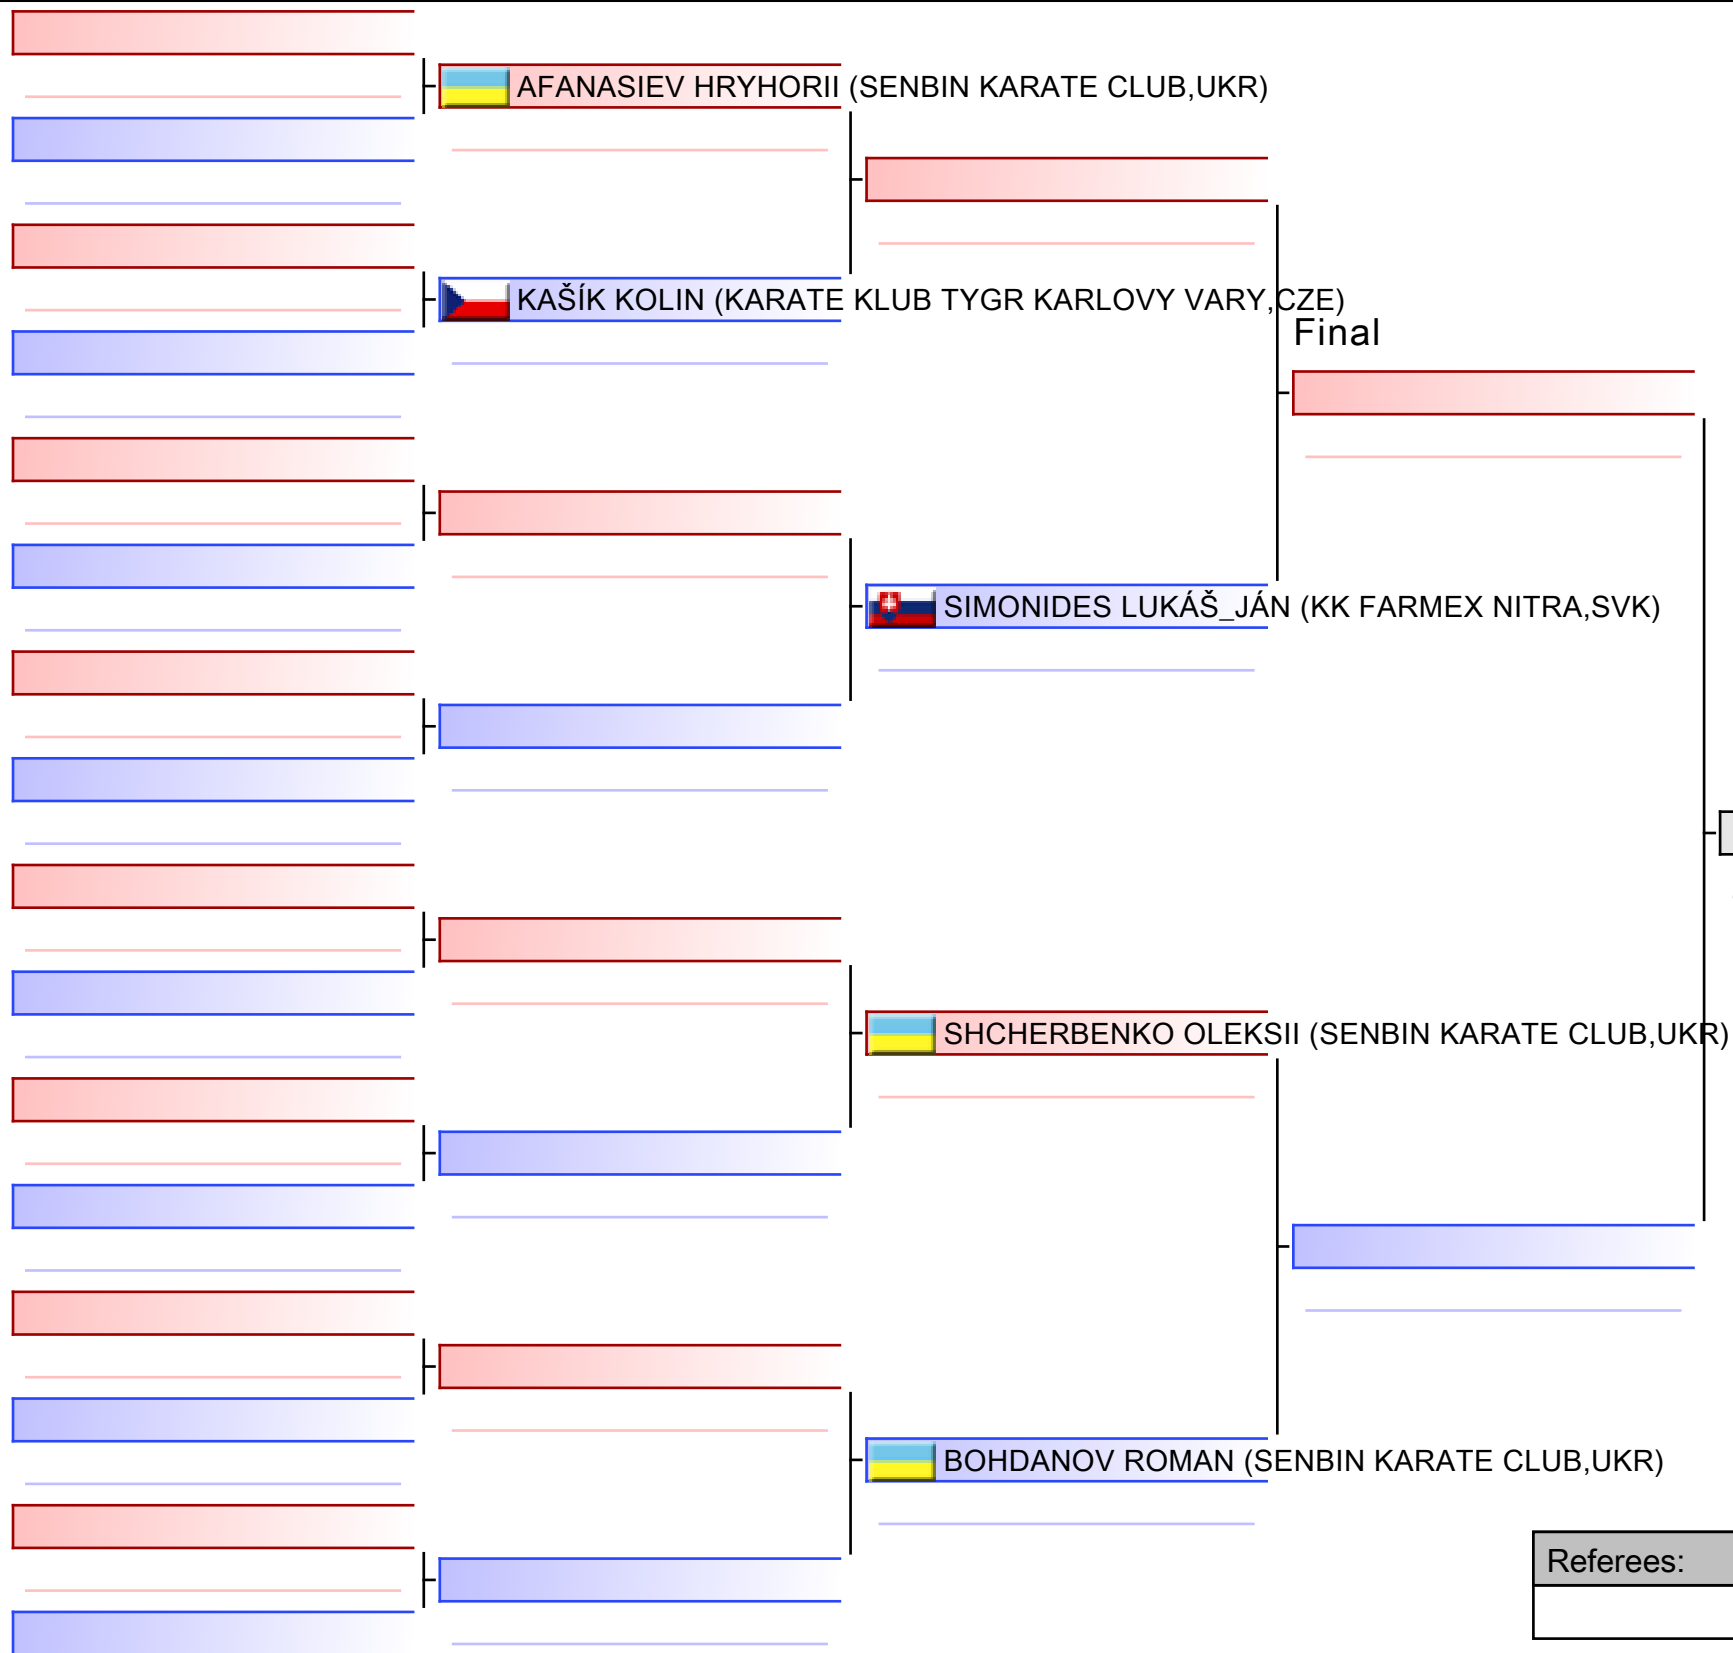 AFANASIEV HRYHORII (SENBIN KARATE CLUB,UKR)
KAŠÍK KOLIN (KARATE KLUB TYGR KARLOVY VARY,CZE)
Final
SIMONIDES LUKÁŠ_JÁN (KK FARMEX NITRA,SVK)
SHCHERBENKO OLEKSII (SENBIN KARATE CLUB,UKR)
BOHDANOV ROMAN (SENBIN KARATE CLUB,UKR)
Referees: